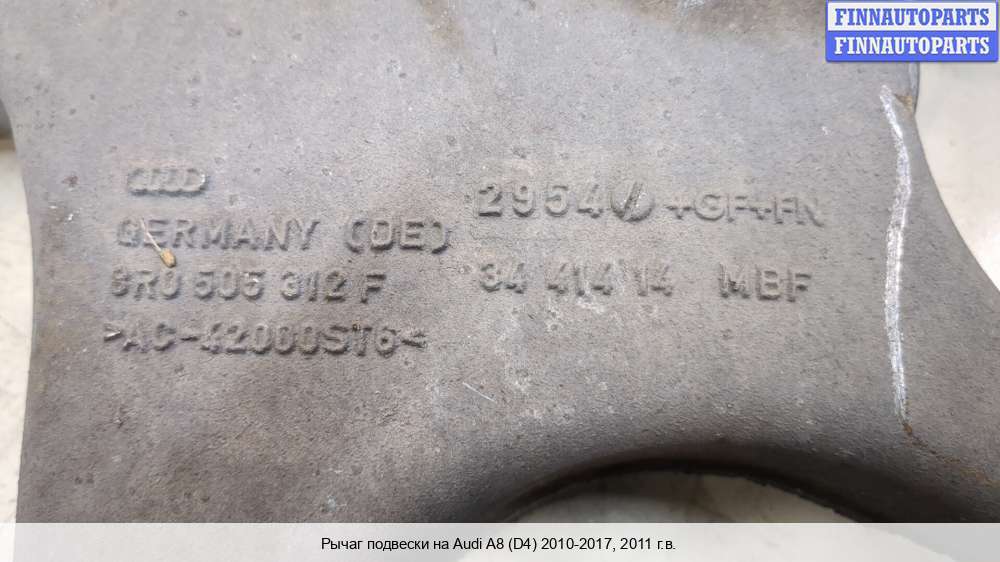 FINNAUTOPARTS
FINNAUTOPARTS
GERMANY (DE)
8R0 505 312 F
>AC-42000ST6<
2954 +GF+FN
34 414 14 MBF
Рычаг подвески на Audi A8 (D4) 2010-2017, 2011 г.в.